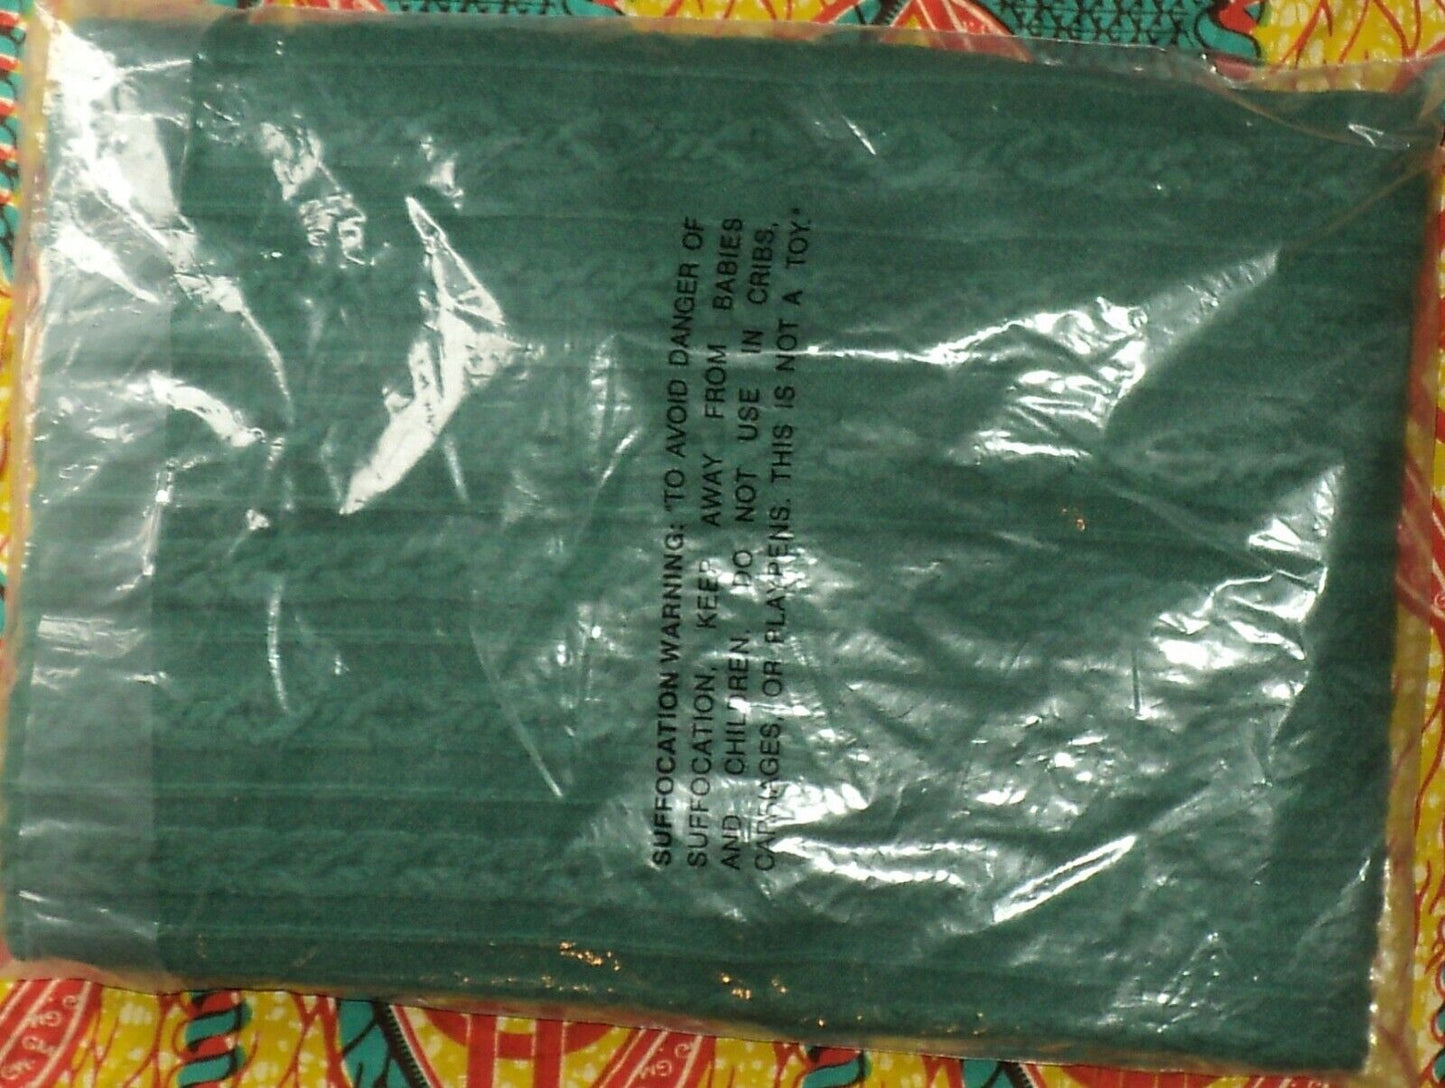 SUFFOCATION WARNING: "TO AVOID DANGER OF
SUFFOCATION, KEEP AWAY FROM BABIES
AND CHILDREN. DO NOT USE IN CRIBS,
CARRIAGES, OR PLAYPENS. THIS IS NOT A TOY."